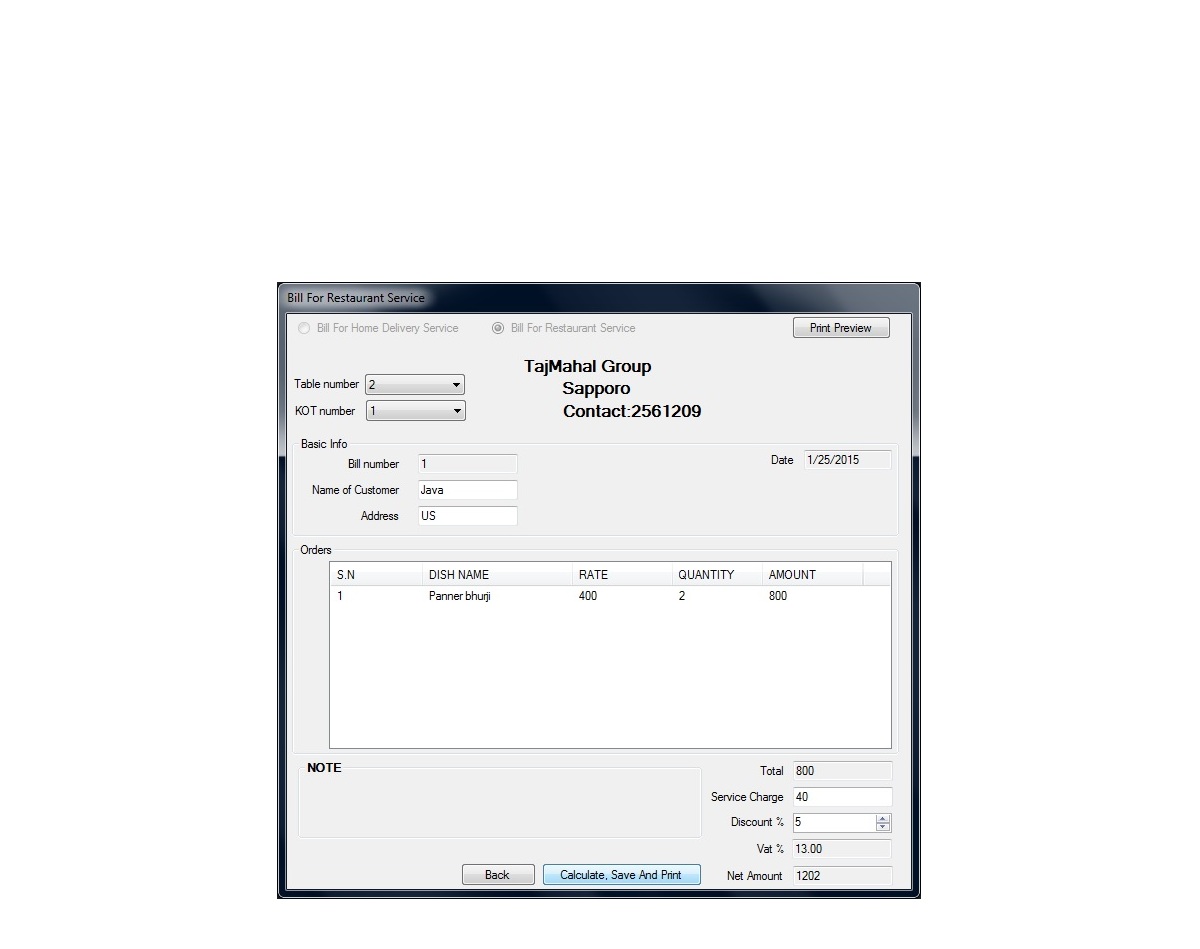 Bill For Restaurant Service
Bill For Home Delivery Service Bill For Restaurant Service Print Preview
TajMahal Group
Sapporo
Contact:2561209
Table number 2
KOT number 1
Basic Info
Bill number 1 Date 1/25/2015
Name of Customer Java
Address US
Orders
S.N DISH NAME RATE QUANTITY AMOUNT
1 Panner bhurji 400 2 800
NOTE
Total 800
Service Charge 40
Discount % 5
Vat % 13.00
Back Calculate, Save And Print Net Amount 1202